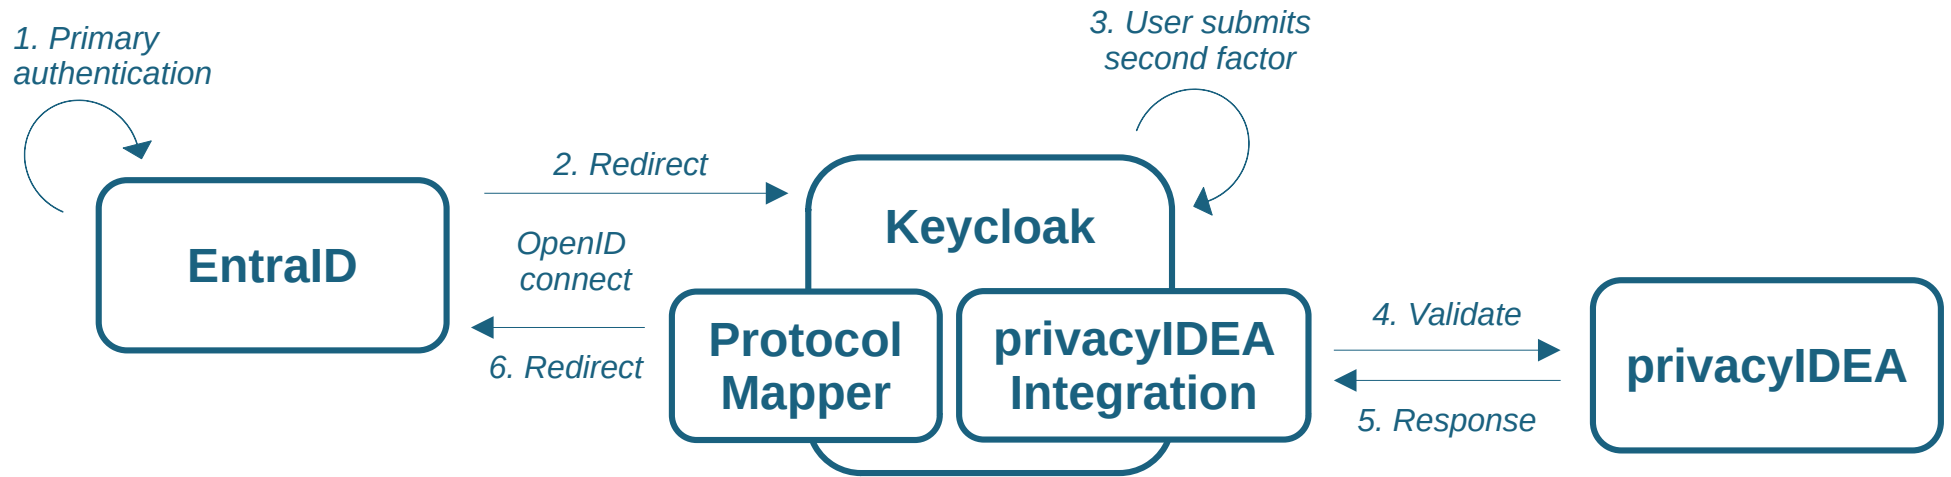 1. Primary
authentication
3. User submits
second factor
2. Redirect
Keycloak
EntraID
OpenID
connect
6. Redirect
Protocol
Mapper
privacyIDEA
Integration
4. Validate
5. Response
privacyIDEA